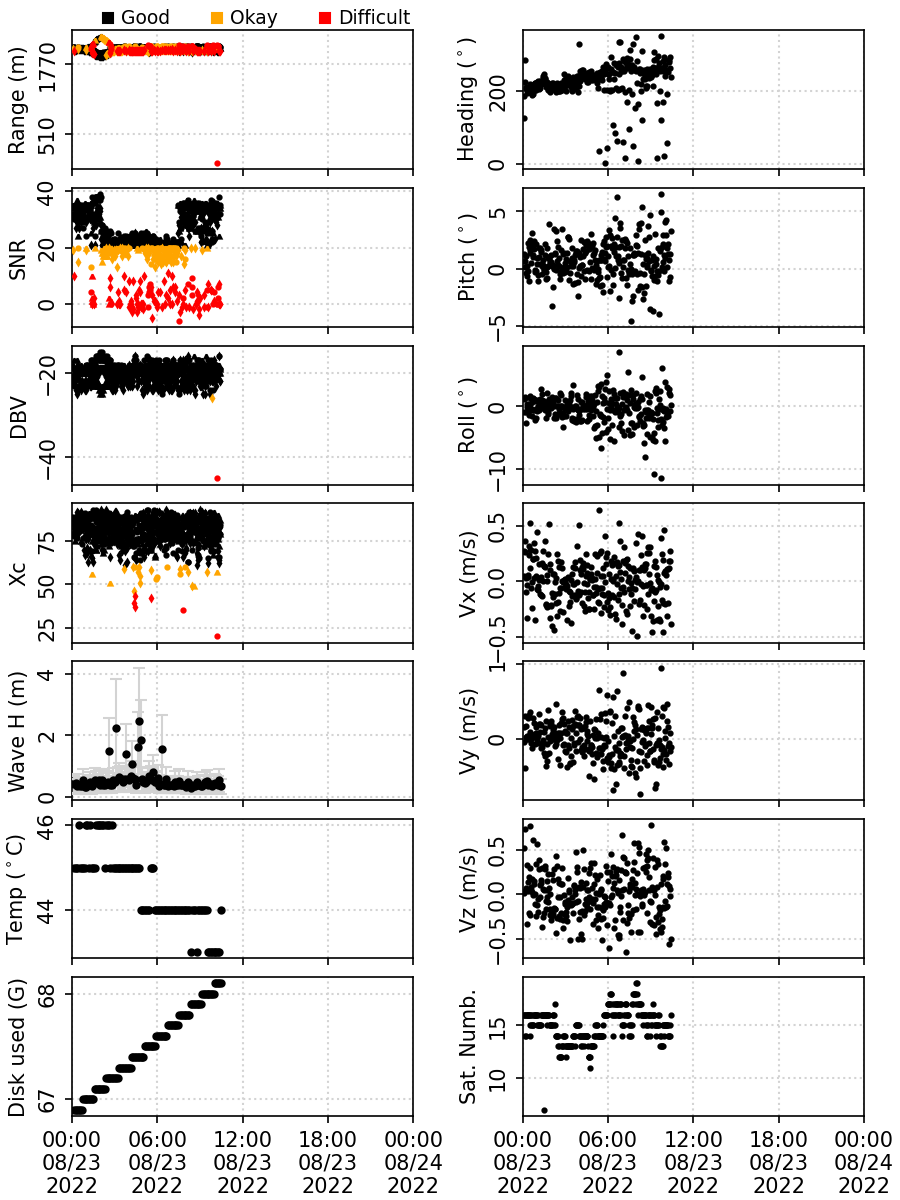 Good Okay Difficult
Range (m)
1770
510
Heading (°)
200
0
SNR
40
20
0
Pitch (°)
5
0
−5
DBV
−20
−40
Roll (°)
0
−10
Xc
75
50
25
Vx (m/s)
0.5
0.0
−0.5
Wave H (m)
4
2
0
Vy (m/s)
1
0
Temp (°C)
46
44
Vz (m/s)
0.5
0.0
−0.5
Disk used (G)
68
67
Sat. Numb.
15
10
00:00 06:00 12:00 18:00 00:00
08/23 08/23 08/23 08/23 08/24
2022 2022 2022 2022 2022
00:00 06:00 12:00 18:00 00:00
08/23 08/23 08/23 08/23 08/24
2022 2022 2022 2022 2022